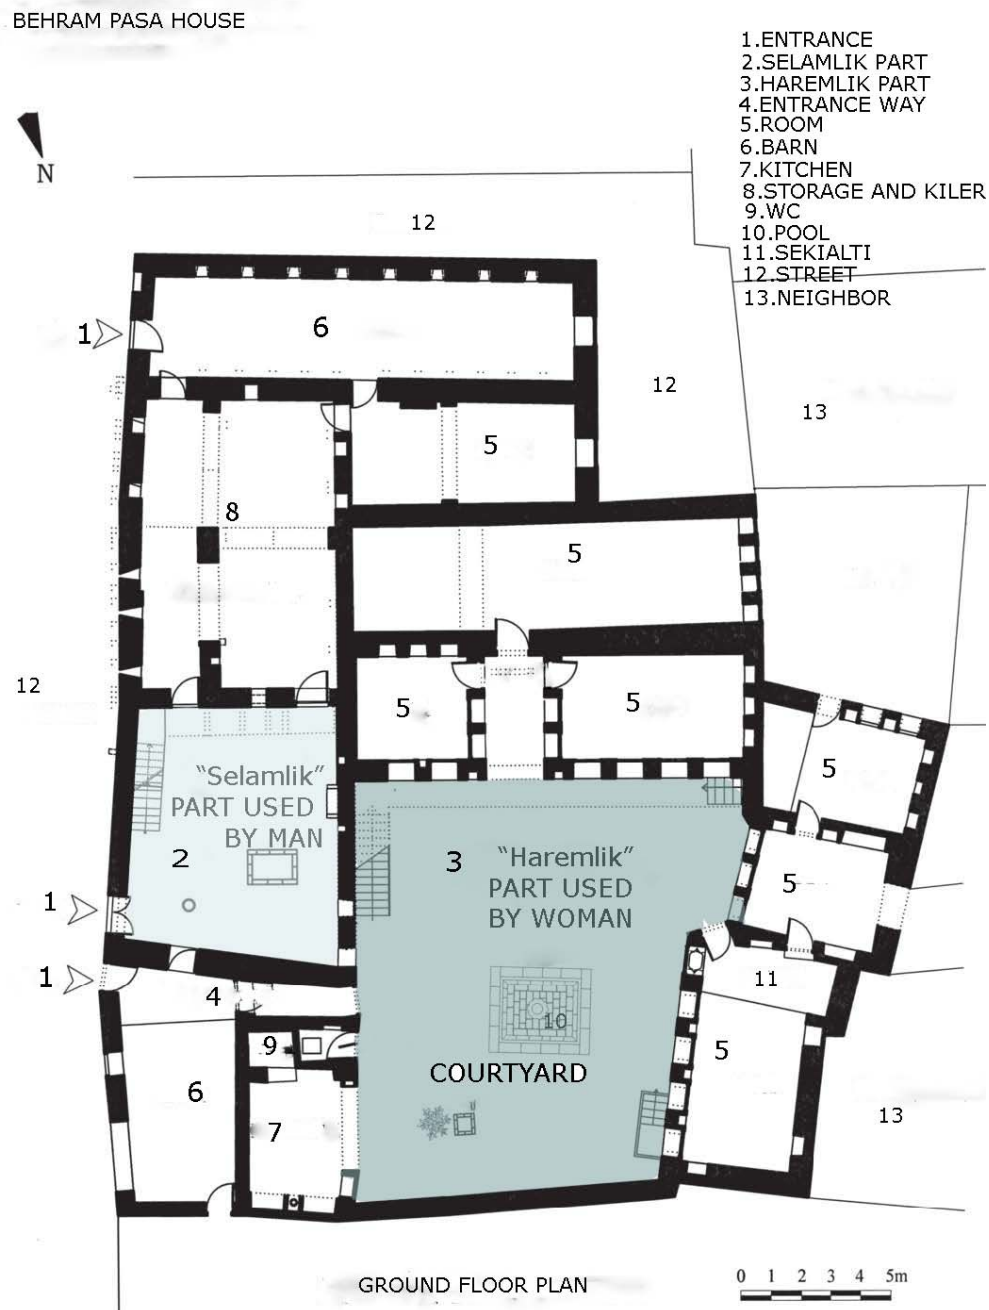 BEHRAM PASA HOUSE
1.ENTRANCE
2.SELAMLIK PART
3.HAREMLIK PART
4.ENTRANCE WAY
5.ROOM
6.BARN
7.KITCHEN
8.STORAGE AND KILER
9.WC
10.POOL
11.SEKIALTI
12.STREET
13.NEIGHBOR
N
12
6
1
12
13
5
8
5
12
5
5
5
"Selamlik"
PART USED
BY MAN
2
3
"Haremlik"
PART USED
BY WOMAN
5
1
1
4
11
10
9
5
COURTYARD
6
7
13
GROUND FLOOR PLAN
0 1 2 3 4 5m